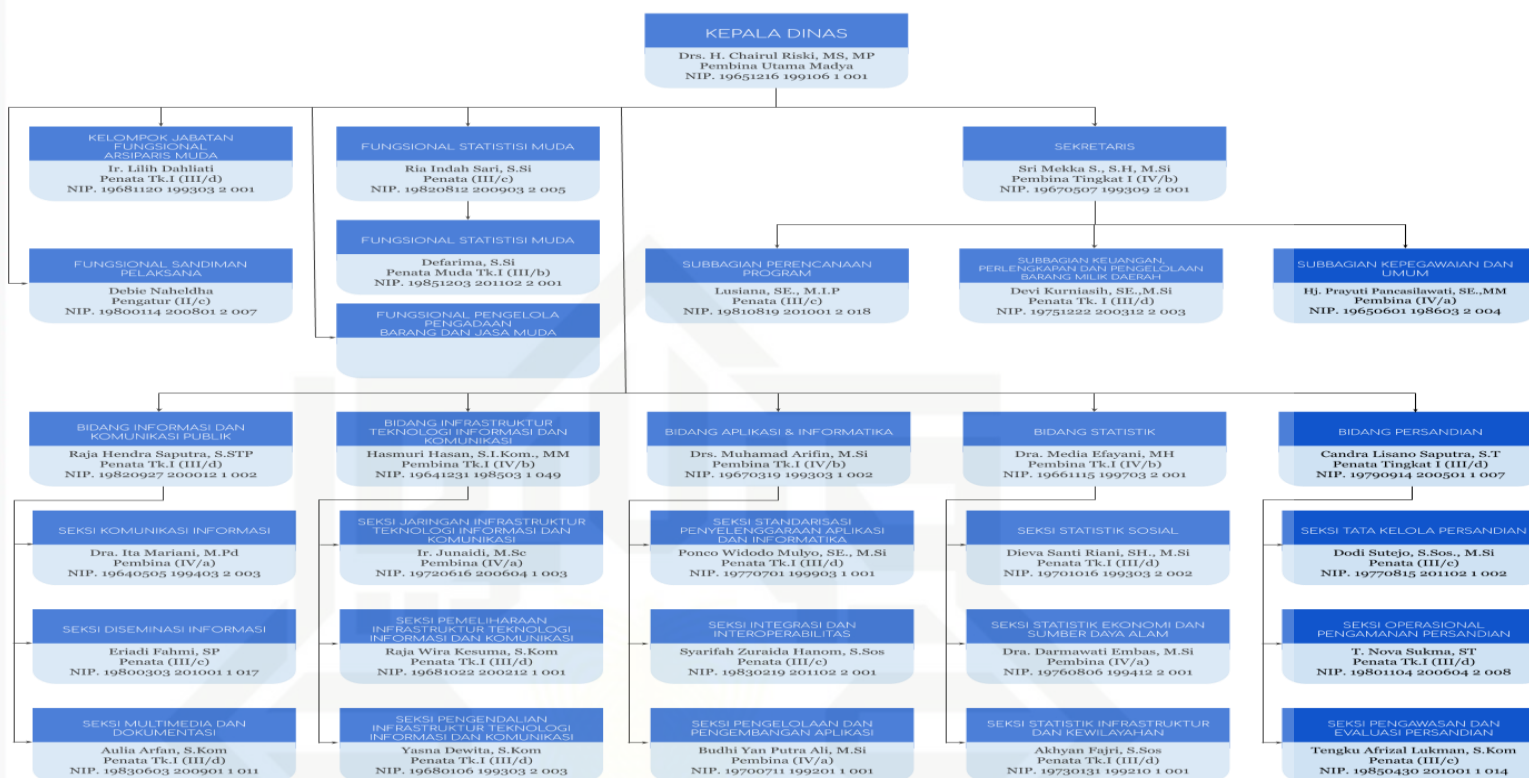 KEPALA DINAS
Drs. H. Chairul Riski, MS, MP
Pembina Utama Madya
NIP. 19651216 199106 1 001
KELOMPOK JABATAN
FUNGSIONAL
ARSIPARIS MUDA
Ir. Lilih Dahliati
Penata Tk.I (III/d)
NIP. 19681120 199303 2 001
FUNGSIONAL STATISTISI MUDA
Ria Indah Sari, S.Si
Penata (III/c)
NIP. 19820812 200903 2 005
SEKRETARIS
Sri Mekka S., S.H, M.Si
Pembina Tingkat I (IV/b)
NIP. 19670507 199309 2 001
FUNGSIONAL SANDIMAN
PELAKSANA
Debie Naheldha
Pengatur (II/c)
NIP. 19800114 200801 2 007
FUNGSIONAL STATISTISI MUDA
Defarima, S.Si
Penata Muda Tk.I (III/b)
NIP. 19851203 201102 2 001
FUNGSIONAL PENGELOLA
PENGADAAN
BARANG DAN JASA MUDA
SUBBAGIAN PERENCANAAN
PROGRAM
Lusiana, SE., M.I.P
Penata (III/c)
NIP. 19810819 201001 2 018
SUBBAGIAN KEUANGAN,
PERLENGKAPAN DAN PENGELOLAAN
BARANG MILIK DAERAH
Devi Kurniasih, SE.,M.Si
Penata Tk. I (III/d)
NIP. 19751222 200312 2 003
SUBBAGIAN KEPEGAWAIAN DAN
UMUM
Hj. Prayuti Pancasilawati, SE.,MM
Pembina (IV/a)
NIP. 19650601 198603 2 004
BIDANG INFORMASI DAN
KOMUNIKASI PUBLIK
Raja Hendra Saputra, S.STP
Penata Tk.I (III/d)
NIP. 19820927 200012 1 002
BIDANG INFRASTRUKTUR
TEKNOLOGI INFORMASI DAN
KOMUNIKASI
Hasmuri Hasan, S.I.Kom., MM
Pembina Tk.I (IV/b)
NIP. 19641231 198503 1 049
BIDANG APLIKASI & INFORMATIKA
Drs. Muhamad Arifin, M.Si
Pembina Tk.I (IV/b)
NIP. 19670319 199303 1 002
BIDANG STATISTIK
Dra. Media Efayani, MH
Pembina Tk.I (IV/b)
NIP. 19661115 199703 2 001
BIDANG PERSANDIAN
Candra Lisano Saputra, S.T
Penata Tingkat I (III/d)
NIP. 19790914 200501 1 007
SEKSI KOMUNIKASI INFORMASI
Dra. Ita Mariani, M.Pd
Pembina (IV/a)
NIP. 19640505 199403 2 003
SEKSI JARINGAN INFRASTRUKTUR
TEKNOLOGI INFORMASI DAN
KOMUNIKASI
Ir. Junaidi, M.Sc
Pembina (IV/a)
NIP. 19720616 200604 1 003
SEKSI STANDARISASI
PENYELENGGARAAN APLIKASI
DAN INFORMATIKA
Ponco Widodo Mulyo, SE., M.Si
Penata Tk.I (III/d)
NIP. 19770701 199903 1 001
SEKSI STATISTIK SOSIAL
Dieva Santi Riani, SH., M.Si
Penata Tk.I (III/d)
NIP. 19701016 199303 2 002
SEKSI TATA KELOLA PERSANDIAN
Dodi Sutejo, S.Sos., M.Si
Penata (III/c)
NIP. 19770815 201102 1 002
SEKSI DISEMINASI INFORMASI
Eriadi Fahmi, SP
Penata (III/c)
NIP. 19800303 201001 1 017
SEKSI PEMELIHARAAN
INFRASTRUKTUR TEKNOLOGI
INFORMASI DAN KOMUNIKASI
Raja Wira Kesuma, S.Kom
Penata Tk.I (III/d)
NIP. 19681022 200212 1 001
SEKSI INTEGRASI DAN
INTEROPERABILITAS
Syarifah Zuraida Hanom, S.Sos
Penata (III/c)
NIP. 19830219 201102 2 001
SEKSI STATISTIK EKONOMI DAN
SUMBER DAYA ALAM
Dra. Darmawati Embas, M.Si
Pembina (IV/a)
NIP. 19760806 199412 2 001
SEKSI OPERASIONAL
PENGAMANAN PERSANDIAN
T. Nova Sukma, ST
Penata Tk.I (III/d)
NIP. 19801104 200604 2 008
SEKSI MULTIMEDIA DAN
DOKUMENTASI
Aulia Arfan, S.Kom
Penata Tk.I (III/d)
NIP. 19830603 200901 1 011
SEKSI PENGENDALIAN
INFRASTRUKTUR TEKNOLOGI
INFORMASI DAN KOMUNIKASI
Yasna Dewita, S.Kom
Penata Tk.I (III/d)
NIP. 19680106 199303 2 003
SEKSI PENGELOLAAN DAN
PENGEMBANGAN APLIKASI
Budhi Yan Putra Ali, M.Si
Pembina (IV/a)
NIP. 19700711 199201 1 001
SEKSI STATISTIK INFRASTRUKTUR
DAN KEWILAYAHAN
Akhyan Fajri, S.Sos
Penata Tk.I (III/d)
NIP. 19730131 199210 1 001
SEKSI PENGAWASAN DAN
EVALUASI PERSANDIAN
Tengku Afrizal Lukman, S.Kom
Penata (III/c)
NIP. 19850430 201101 1 014